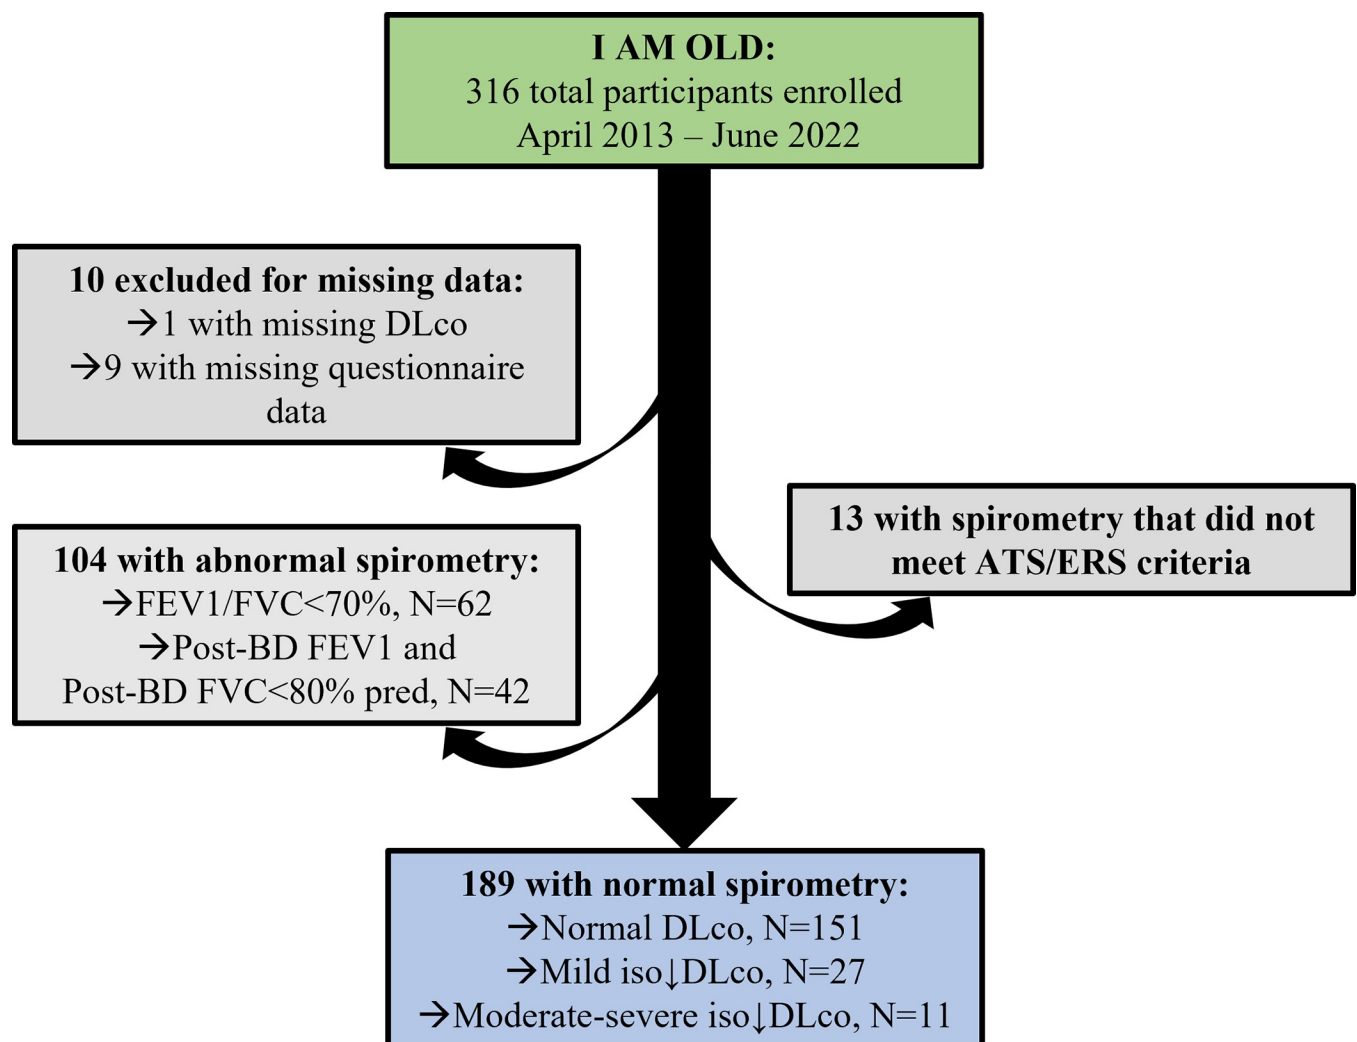 I AM OLD:
316 total participants enrolled
April 2013 – June 2022
10 excluded for missing data:
→1 with missing DLco
→9 with missing questionnaire
data
13 with spirometry that did not
meet ATS/ERS criteria
104 with abnormal spirometry:
→FEV1/FVC<70%, N=62
→Post-BD FEV1 and
Post-BD FVC<80% pred, N=42
189 with normal spirometry:
→Normal DLco, N=151
→Mild iso↓DLco, N=27
→Moderate-severe iso↓DLco, N=11